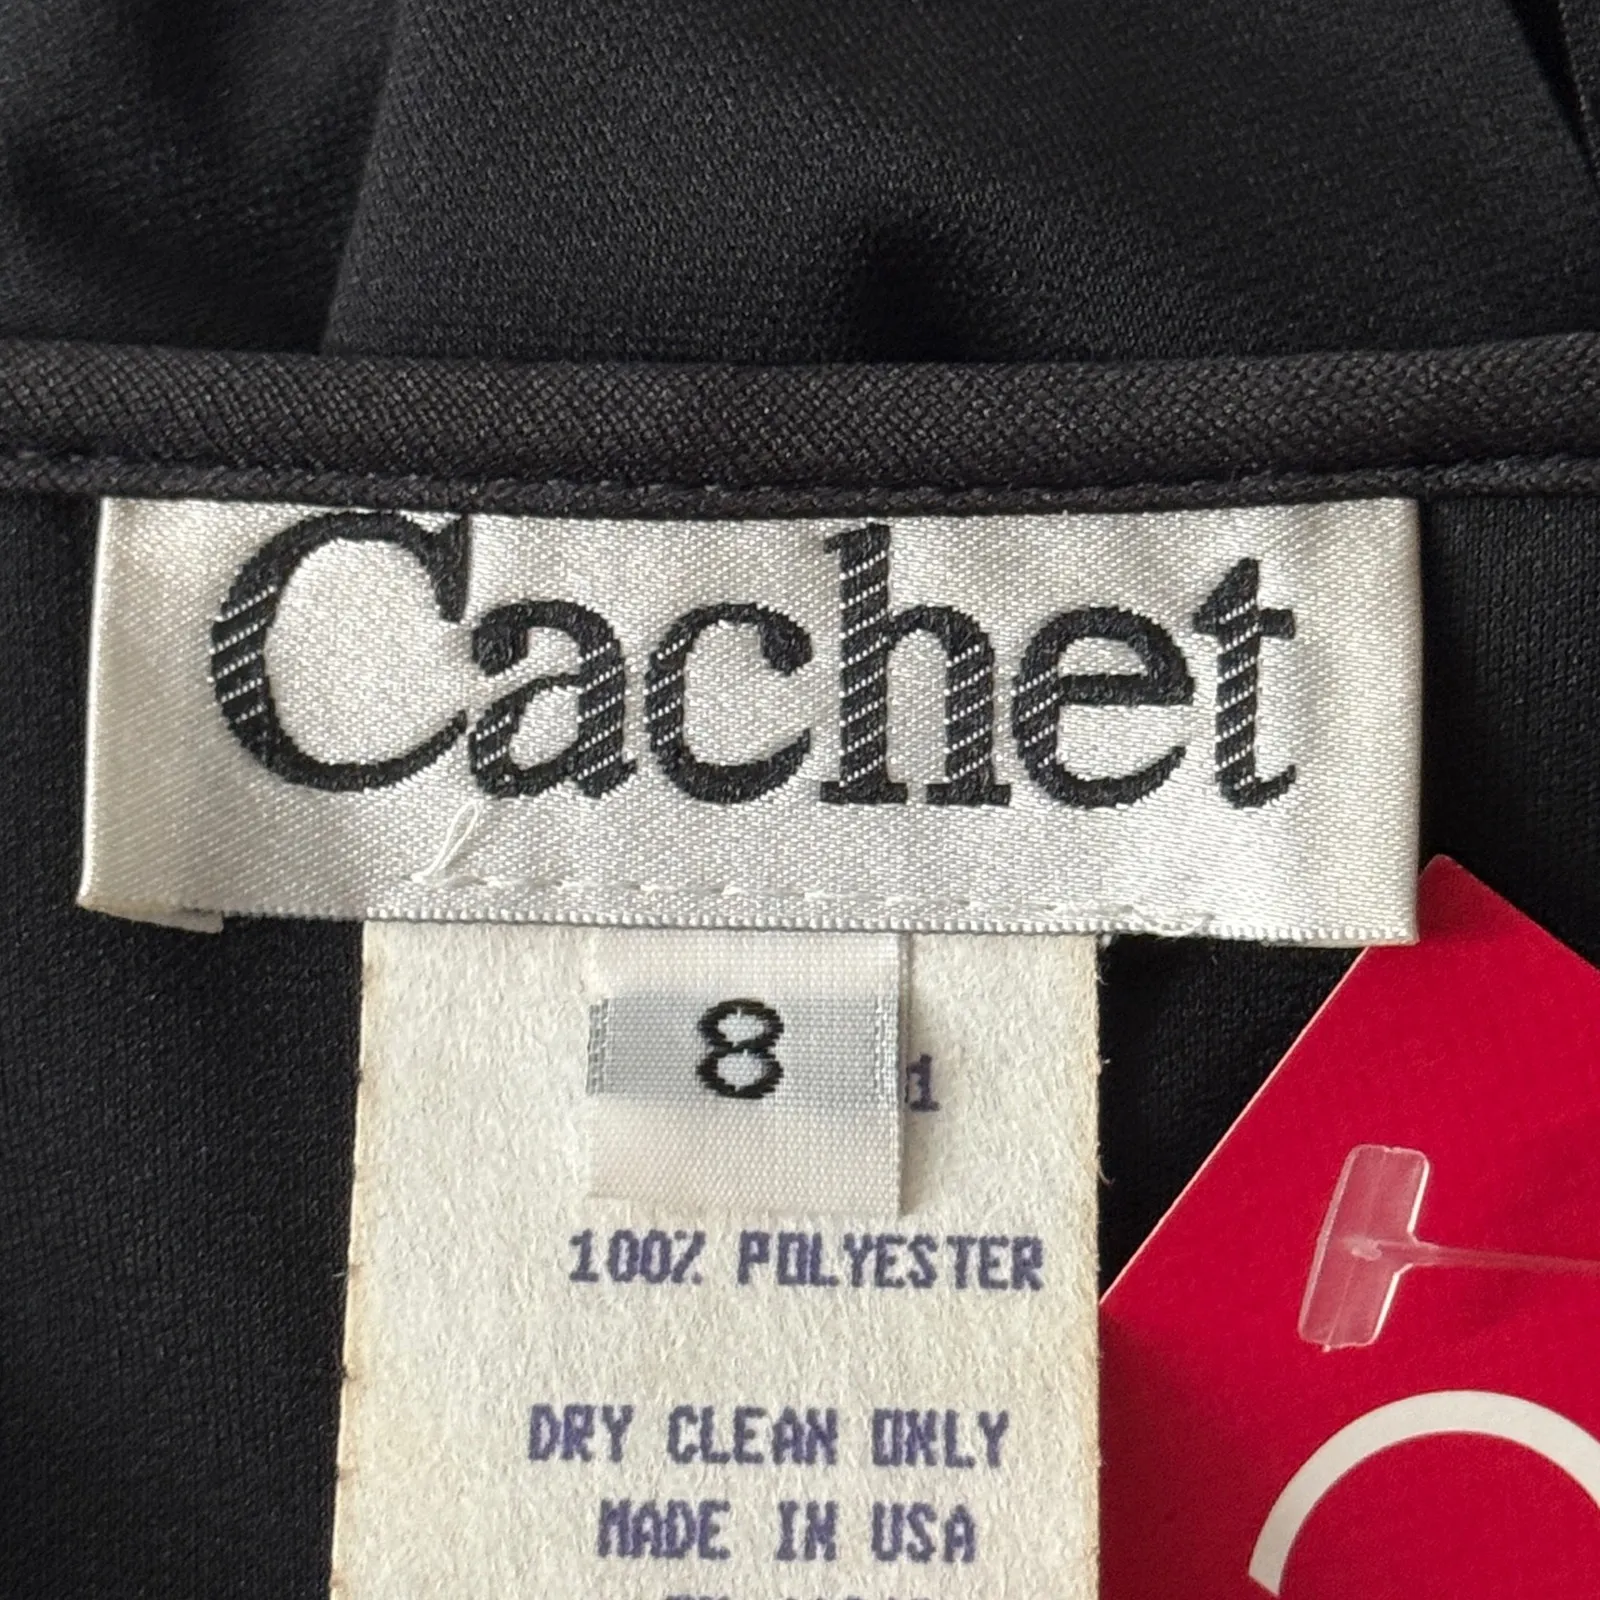 Cachet
8
100% POLYESTER
DRY CLEAN ONLY
MADE IN USA